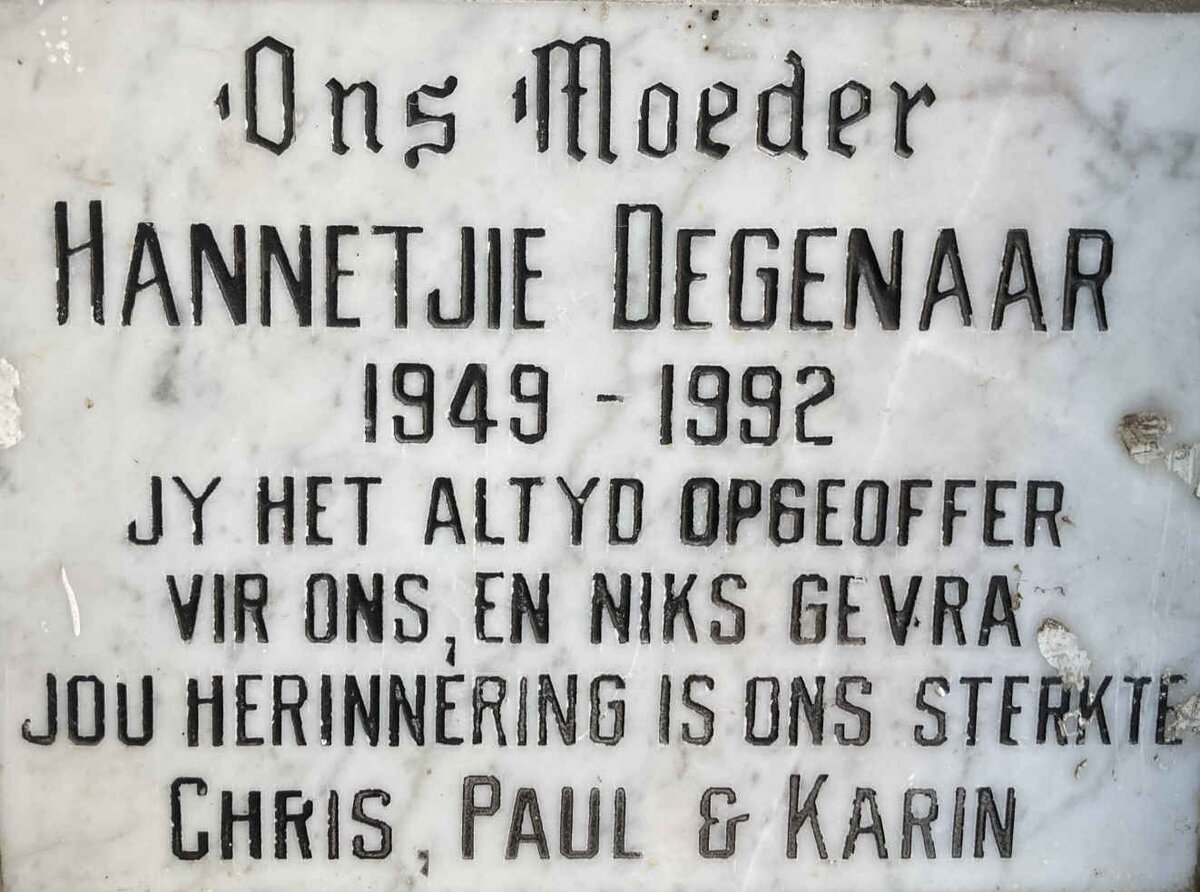 Ons Moeder
HANNETJIE DEGENAAR
1949 - 1992
JY HET ALTYD OPGEOFFER
VIR ONS, EN NIKS GEVRA
JOU HERINNERING IS ONS STERKTE
CHRIS, PAUL & KARIN